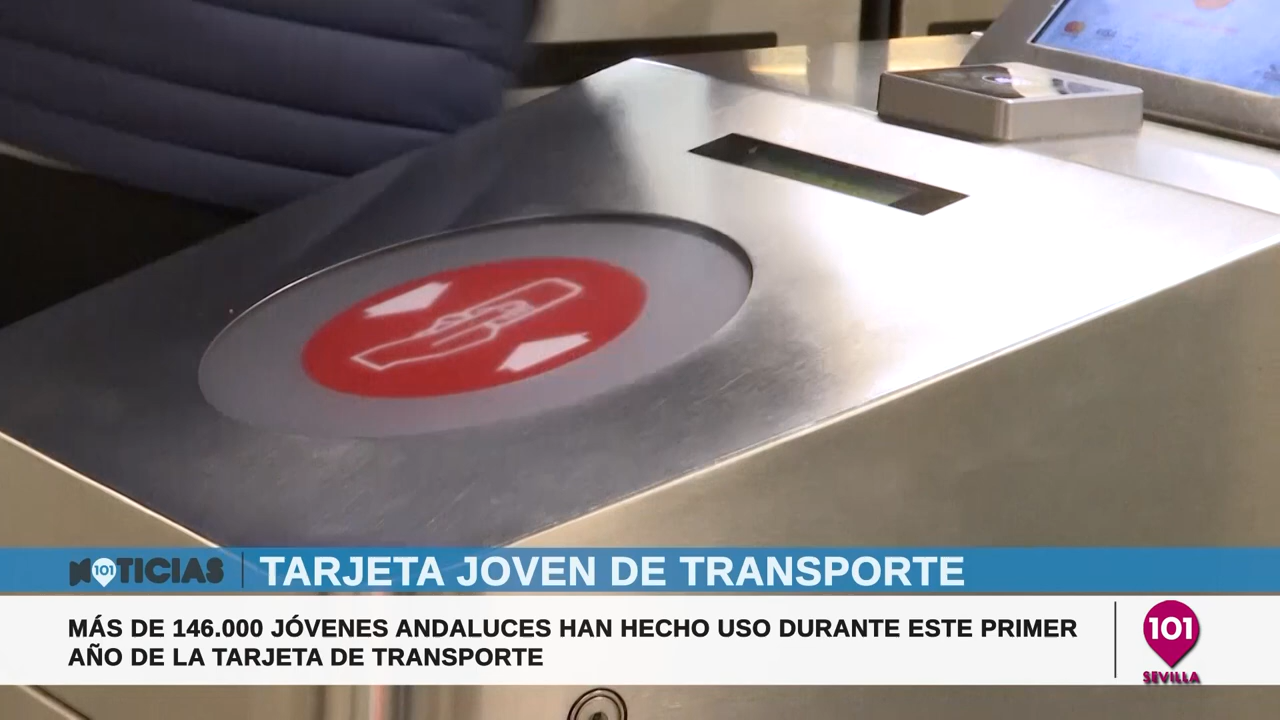 NOTICIAS
101
TARJETA JOVEN DE TRANSPORTE
MÁS DE 146.000 JÓVENES ANDALUCES HAN HECHO USO DURANTE ESTE PRIMER
AÑO DE LA TARJETA DE TRANSPORTE
101
SEVILLA